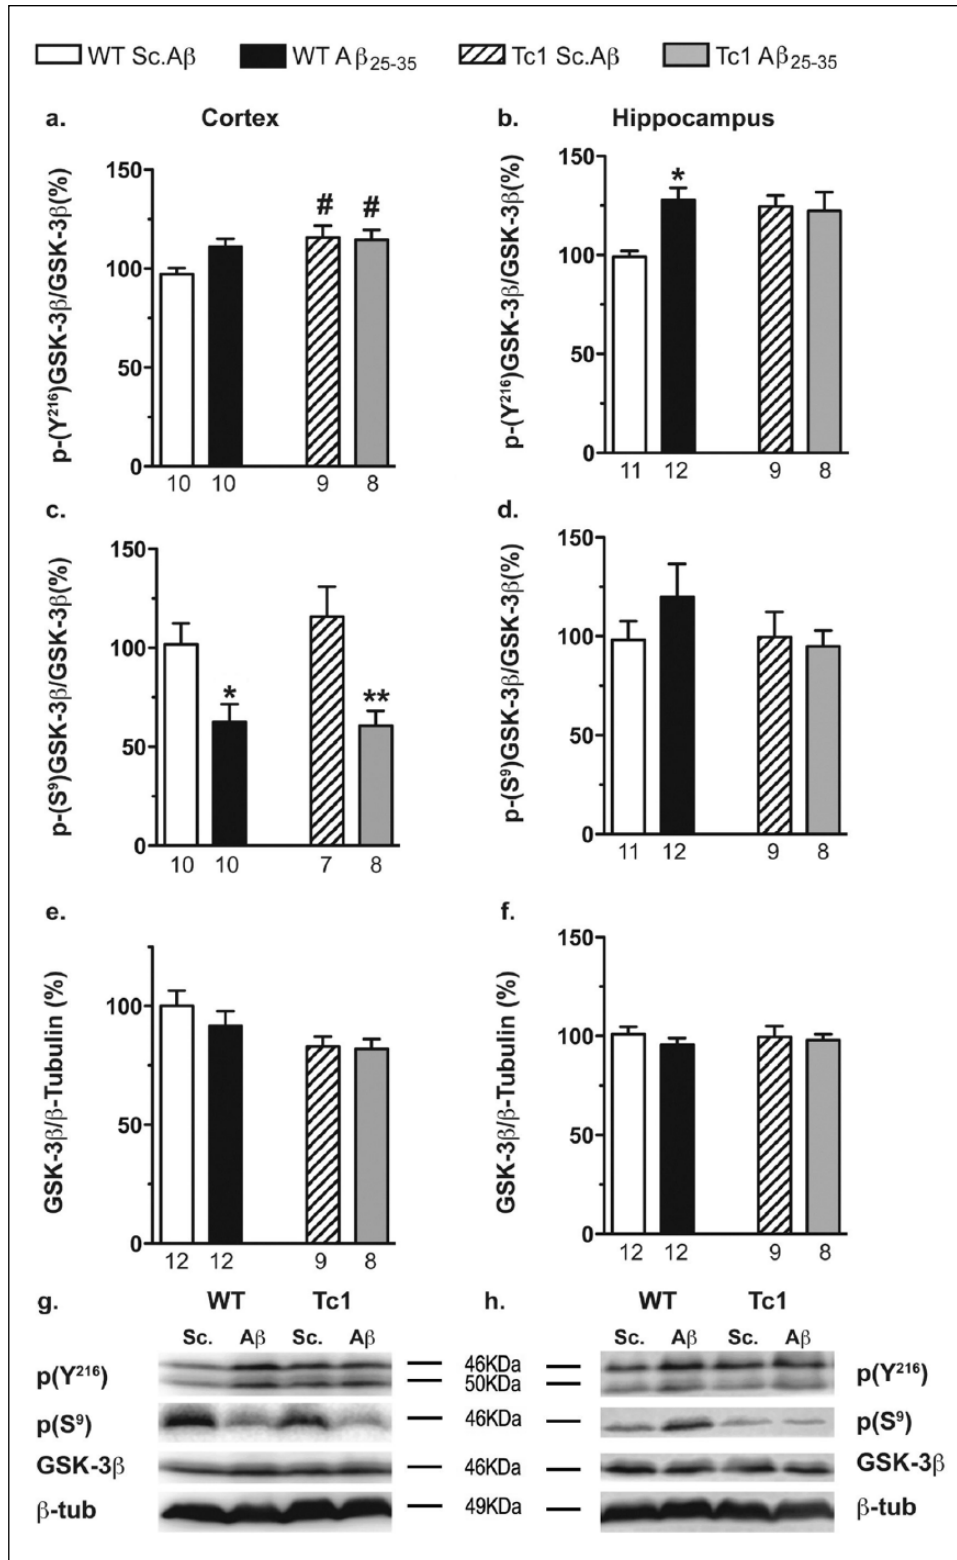 WT Sc.Aβ WT Aβ25-35 Tc1 Sc.Aβ Tc1 Aβ25-35
a. Cortex
p-(Y216)GSK-3β/GSK-3β(%)
150
100
50
0
# #
10 10 9 8
b. Hippocampus
p-(Y216)GSK-3β/GSK-3β(%)
150
100
50
0
*
11 12 9 8
c.
p-(S9)GSK-3β/GSK-3β(%)
150
100
50
0
* **
10 10 7 8
d.
p-(S9)GSK-3β/GSK-3β(%)
150
100
50
0
11 12 9 8
e.
GSK-3β/β-Tubulin (%)
100
50
0
12 12 9 8
f.
GSK-3β/β-Tubulin (%)
150
100
50
0
12 12 9 8
g. WT Tc1 h. WT Tc1
Sc. Aβ Sc. Aβ Sc. Aβ Sc. Aβ
p(Y216) 46KDa p(Y216)
50KDa
p(S9) 46KDa p(S9)
GSK-3β 46KDa GSK-3β
β-tub 49KDa β-tub